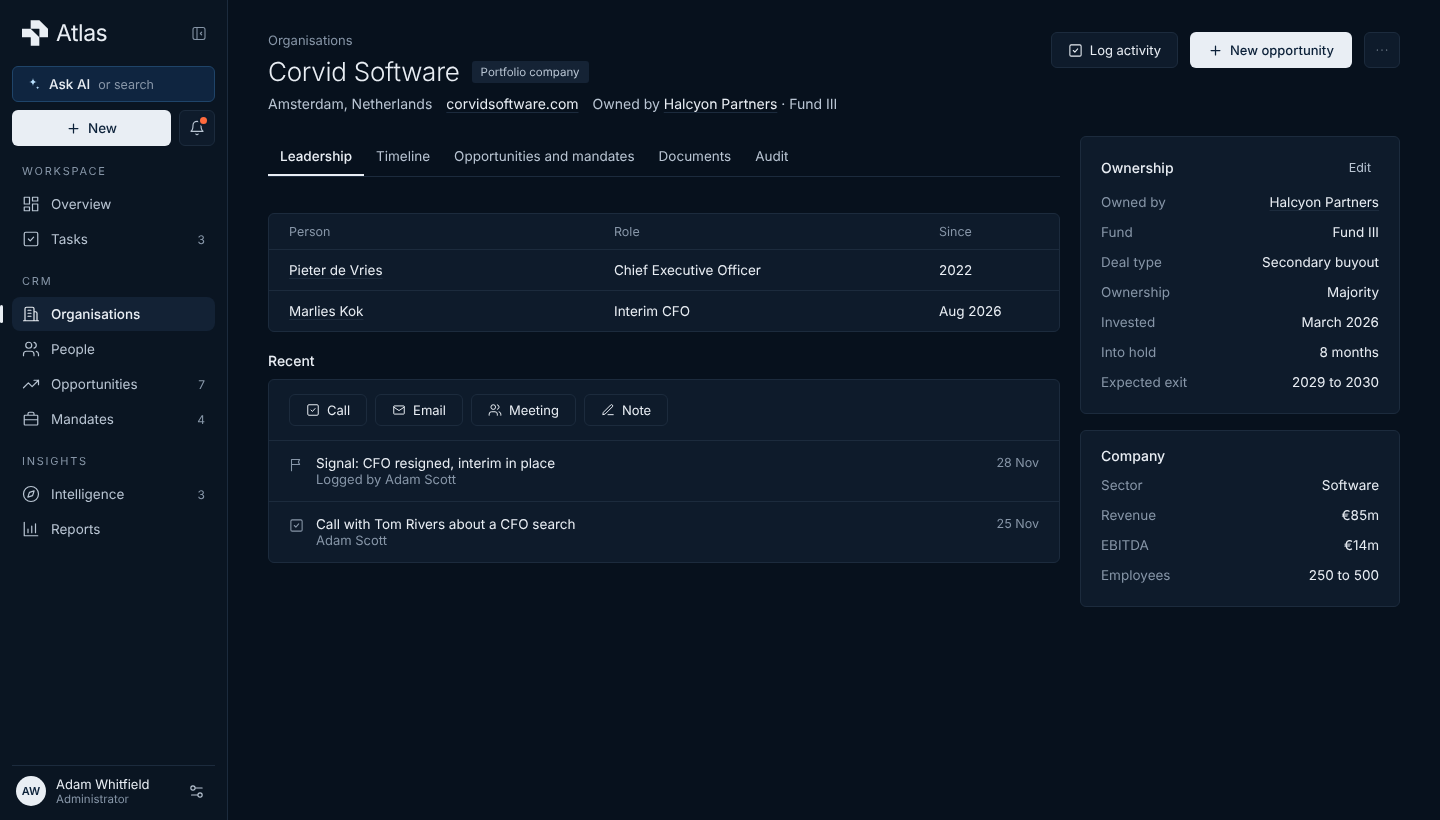 Atlas
Ask AI or search
New
WORKSPACE
Overview
Tasks 3
CRM
Organisations
People
Opportunities 7
Mandates 4
INSIGHTS
Intelligence 3
Reports
AW
Adam Whitfield
Administrator
Organisations
Corvid Software Portfolio company
Amsterdam, Netherlands corvidsoftware.com Owned by Halcyon Partners · Fund III
Log activity
New opportunity
...
Leadership Timeline Opportunities and mandates Documents Audit
Person Role Since
Pieter de Vries Chief Executive Officer 2022
Marlies Kok Interim CFO Aug 2026
Recent
Call Email Meeting Note
Signal: CFO resigned, interim in place 28 Nov
Logged by Adam Scott
Call with Tom Rivers about a CFO search 25 Nov
Adam Scott
Ownership Edit
Owned by Halcyon Partners
Fund Fund III
Deal type Secondary buyout
Ownership Majority
Invested March 2026
Into hold 8 months
Expected exit 2029 to 2030
Company
Sector Software
Revenue €85m
EBITDA €14m
Employees 250 to 500